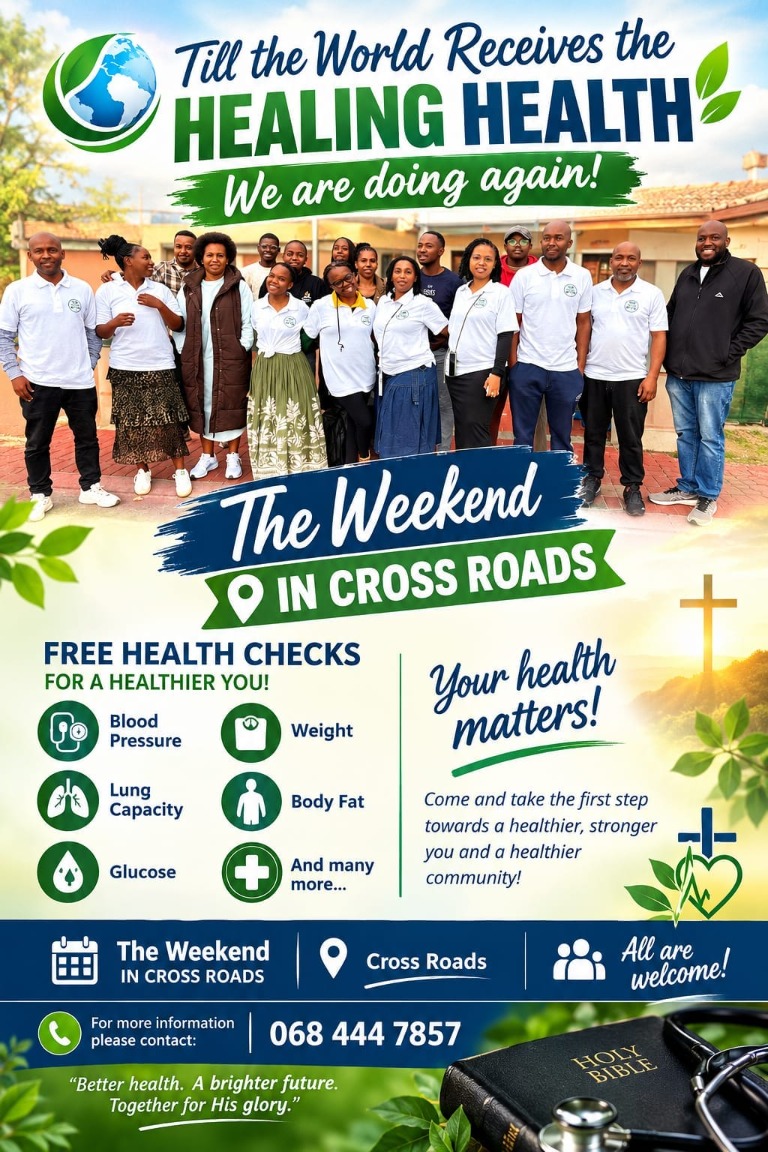 Till the World Receives the
HEALING HEALTH
We are doing again!
The Weekend
IN CROSS ROADS
FREE HEALTH CHECKS
FOR A HEALTHIER YOU!
Blood
Pressure
Weight
Lung
Capacity
Body Fat
Glucose
And many
more...
Your health
matters!
Come and take the first step
towards a healthier, stronger
you and a healthier
community!
The Weekend
IN CROSS ROADS
Cross Roads
All are
welcome!
For more information
please contact:
068 444 7857
"Better health. A brighter future.
Together for His glory."
HOLY
BIBLE